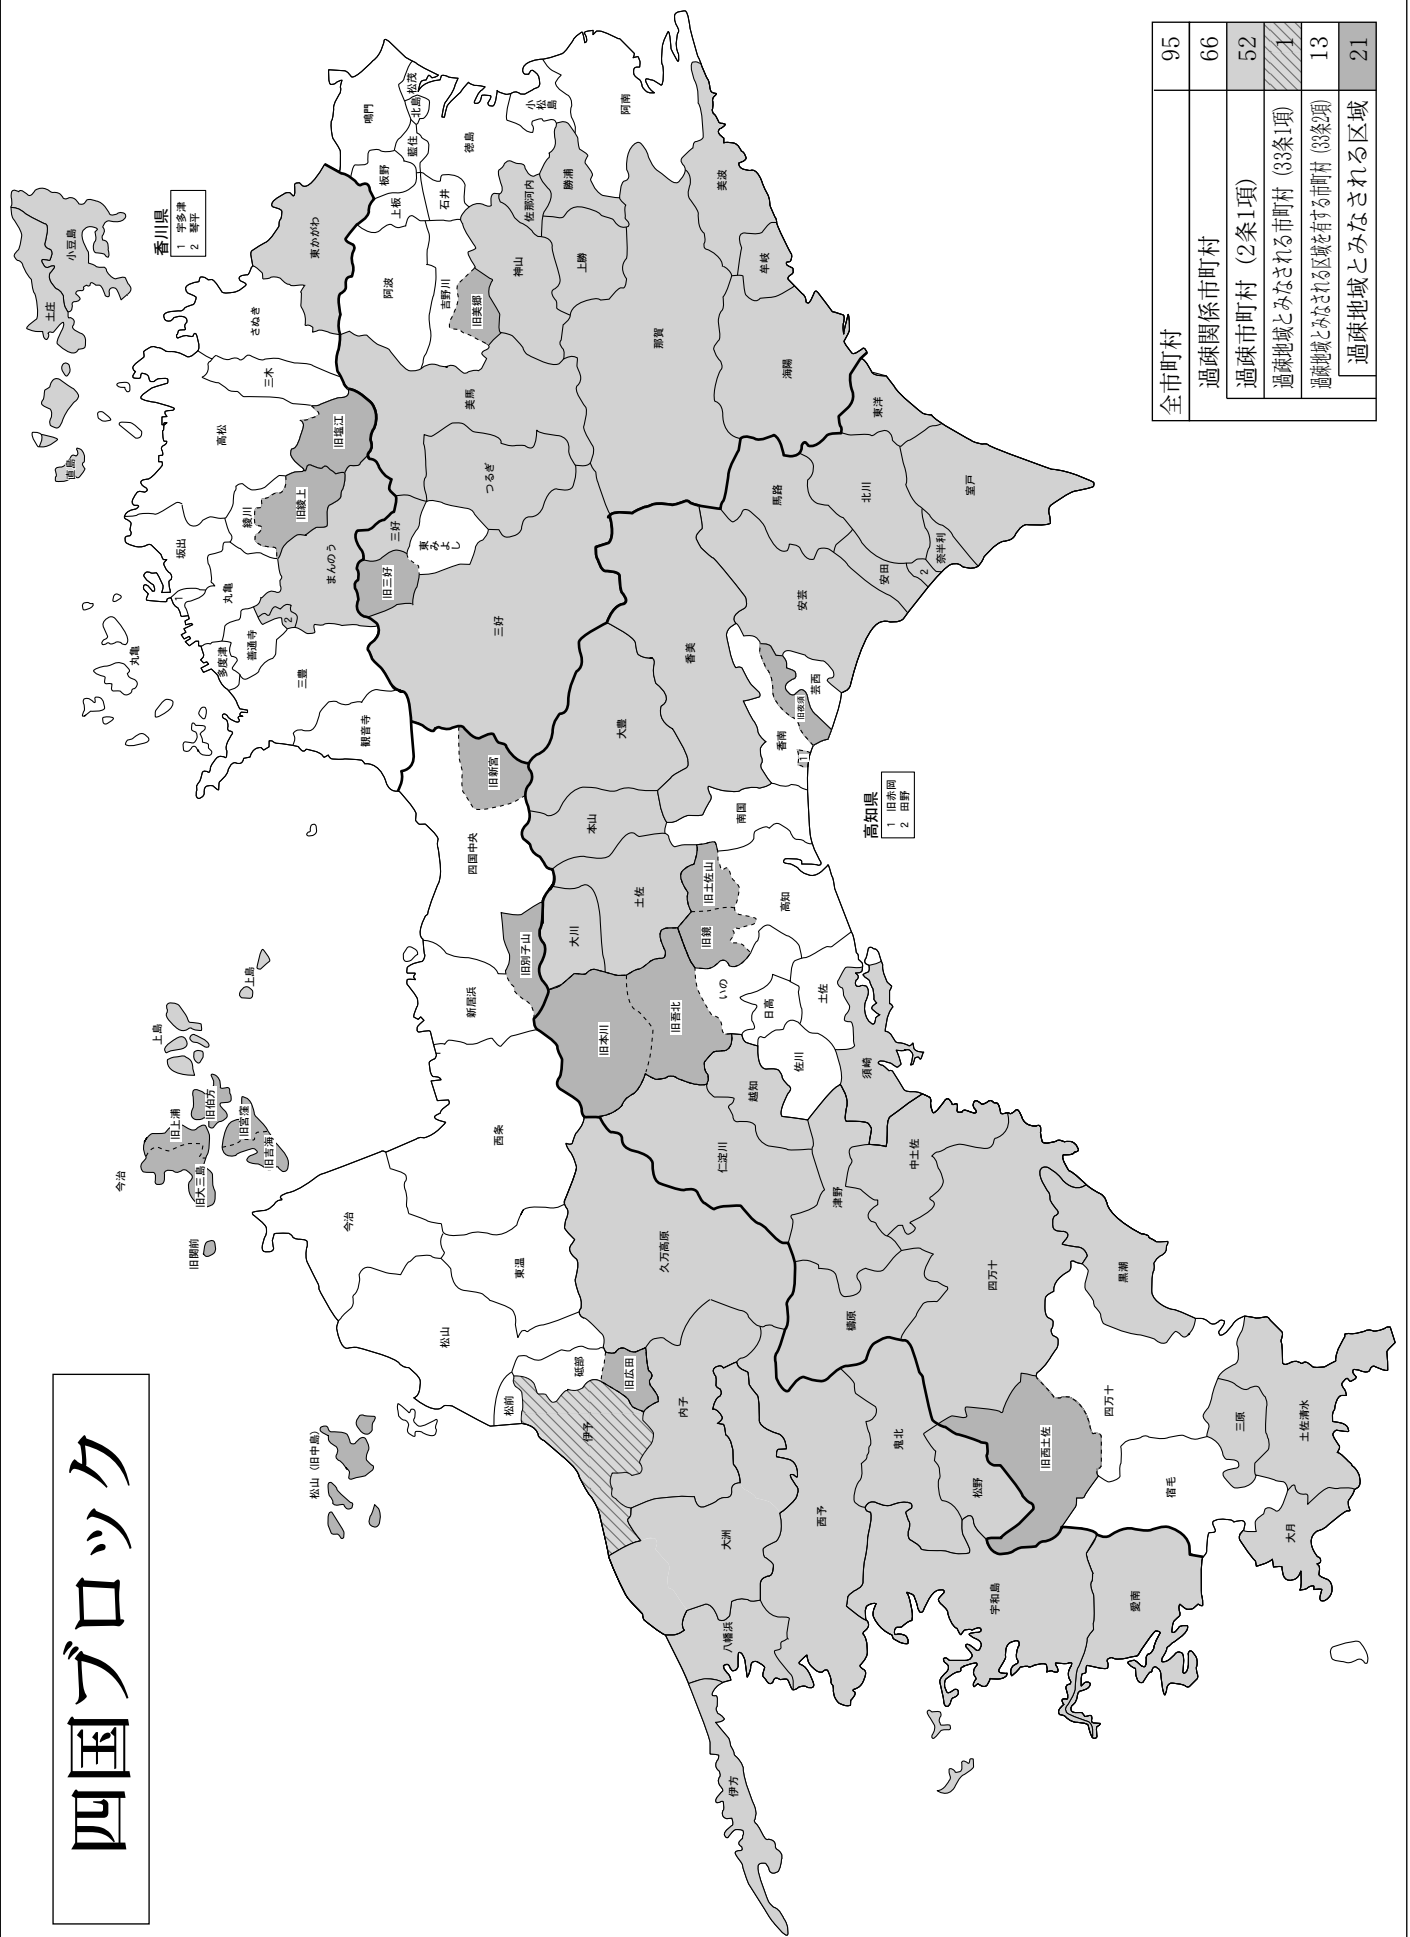 四国ブロック
香川県
1 宇多津
2 琴平
高知県
1 旧赤岡
2 田野
全市町村 95
過疎関係市町村 66
過疎市町村（2条1項） 52
過疎地域とみなされる市町村（33条1項） 1
過疎地域とみなされる区域を有する市町村（33条2項） 13
過疎地域とみなされる区域 21
土庄
小豆島
直島
東かがわ
さぬき
三木
高松
旧塩江
綾川
旧綾上
坂出
1
丸亀
丸亀
まんのう
2
善通寺
多度津
三豊
観音寺
鳴門
松茂
北島
藍住
板野
上板
徳島
石井
小松島
阿南
勝浦
佐那河内
神山
上勝
阿波
吉野川
旧美郷
美馬
つるぎ
三好
東みよし
旧三好
三好
那賀
美波
牟岐
海陽
東洋
室戸
北川
馬路
奈半利
2
安田
安芸
芸西
旧夜須
香南
1
香美
大豊
本山
南国
土佐
大川
旧土佐山
旧鏡
高知
いの
旧吾北
旧本川
日高
土佐
佐川
越知
須崎
仁淀川
中土佐
津野
檮原
四万十
黒潮
四万十
旧西土佐
三原
土佐清水
宿毛
大月
四国中央
旧新宮
旧別子山
新居浜
西条
上島
上島
旧伯方
旧上浦
旧大三島
旧宮窪
旧吉海
今治
旧関前
今治
東温
松山
松山（旧中島）
久万高原
砥部
旧広田
松前
伊予
内子
大洲
西予
鬼北
松野
宇和島
愛南
八幡浜
伊方